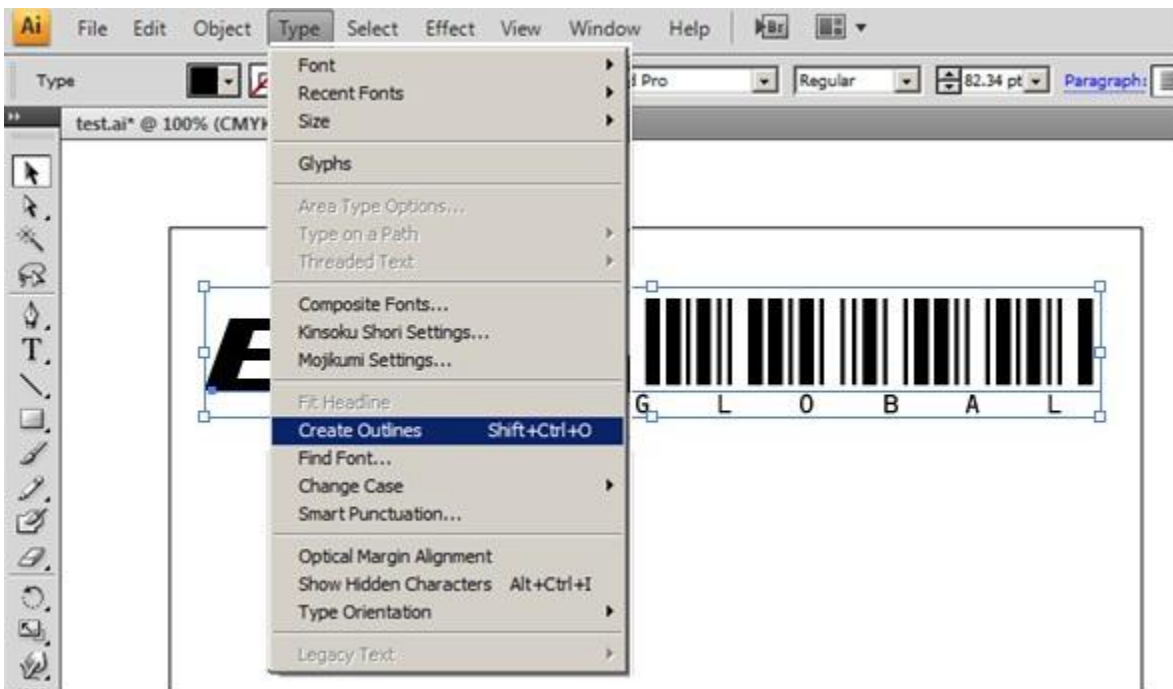 Ai File Edit Object Type Select Effect View Window Help Br
Type Pro Regular 82.34 pt Paragraph:
test.ai* @ 100% (CMYK
Font
Recent Fonts
Size
Glyphs
Area Type Options...
Type on a Path
Threaded Text
Composite Fonts...
Kinsoku Shori Settings...
Mojikumi Settings...
Fit Headline
Create Outlines Shift+Ctrl+O
Find Font...
Change Case
Smart Punctuation...
Optical Margin Alignment
Show Hidden Characters Alt+Ctrl+I
Type Orientation
Legacy Text
E
G L O B A L